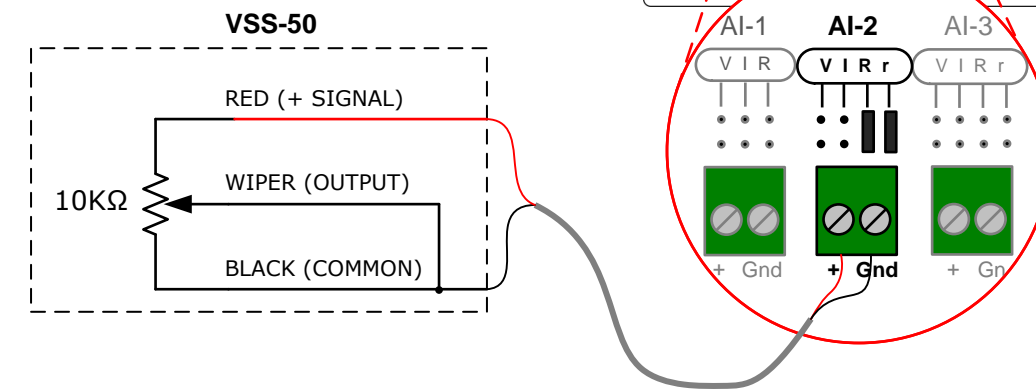 VSS-50
RED (+ SIGNAL)
10KΩ
WIPER (OUTPUT)
BLACK (COMMON)
AI-1 AI-2 AI-3
V I R V I R r V I R r
+ Gnd + Gnd + Gn